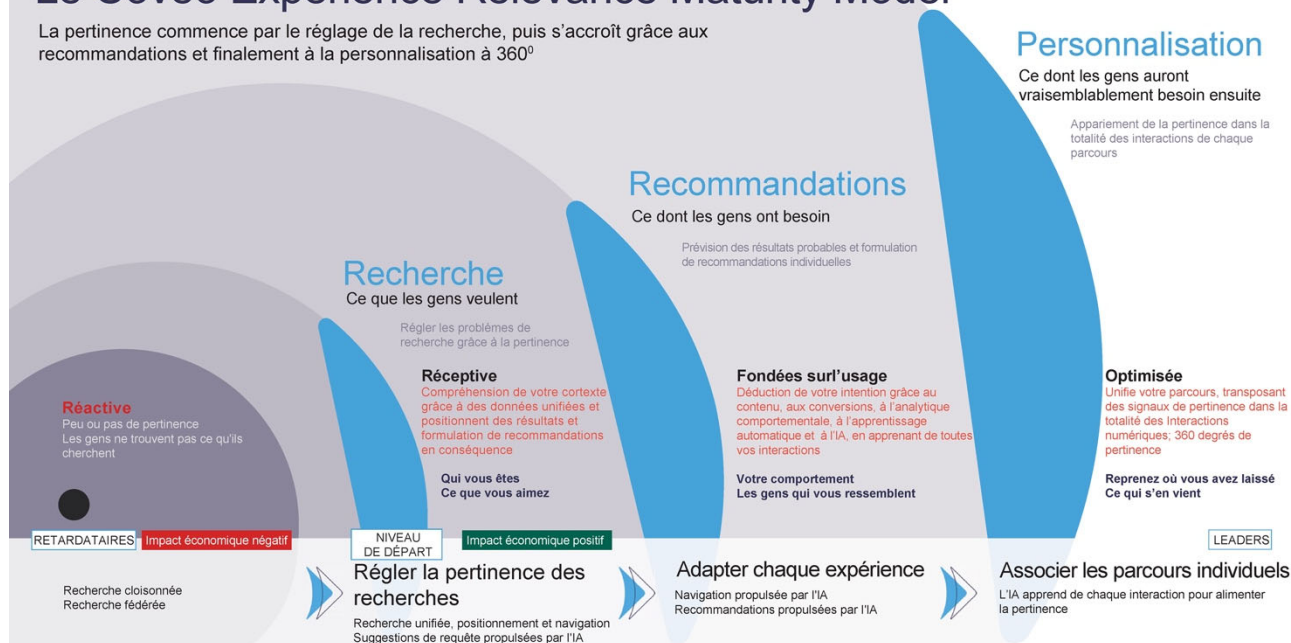 Le Coveo Experience Relevance Maturity Model
La pertinence commence par le réglage de la recherche, puis s'accroît grâce aux
recommandations et finalement à la personnalisation à 360⁰
Personnalisation
Ce dont les gens auront
vraisemblablement besoin ensuite
Appariement de la pertinence dans la
totalité des interactions de chaque
parcours
Recommandations
Ce dont les gens ont besoin
Prévision des résultats probables et formulation
de recommandations individuelles
Recherche
Ce que les gens veulent
Régler les problèmes de
recherche grâce à la pertinence
Réactive
Peu ou pas de pertinence
Les gens ne trouvent pas ce qu'ils
cherchent
Réceptive
Compréhension de votre cortexte
grâce à des données unifiées et
positionnent des résultats et
formulation de recommandations
en conséquence
Qui vous êtes
Ce que vous aimez
Fondées surl'usage
Déduction de votre intention grâce au
contenu, aux conversions, à l'analytique
comportementale, à l'apprentissage
automatique et à l'IA, en apprenant de toutes
vos interactions
Votre comportement
Les gens qui vous ressemblent
Optimisée
Unifie votre parcours, transposant
des signaux de pertinence dans la
totalité des Interactions
numériques; 360 degrés de
pertinence
Reprenez où vous avez laissé
Ce qui s'en vient
RETARDATAIRES
Impact économique négatif
NIVEAU
DE DÉPART
Impact économique positif
LEADERS
Recherche cloisonnée
Recherche fédérée
Régler la pertinence des
recherches
Recherche unifiée, positionnement et navigation
Suggestions de requête propulsées par l'IA
Adapter chaque expérience
Navigation propulsée par l'IA
Recommandations propulsées par l'IA
Associer les parcours individuels
L'IA apprend de chaque interaction pour alimenter
la pertinence